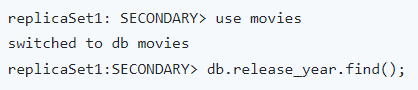 replicaSet1: SECONDARY> use movies
switched to db movies
replicaSet1:SECONDARY> db.release_year.find();